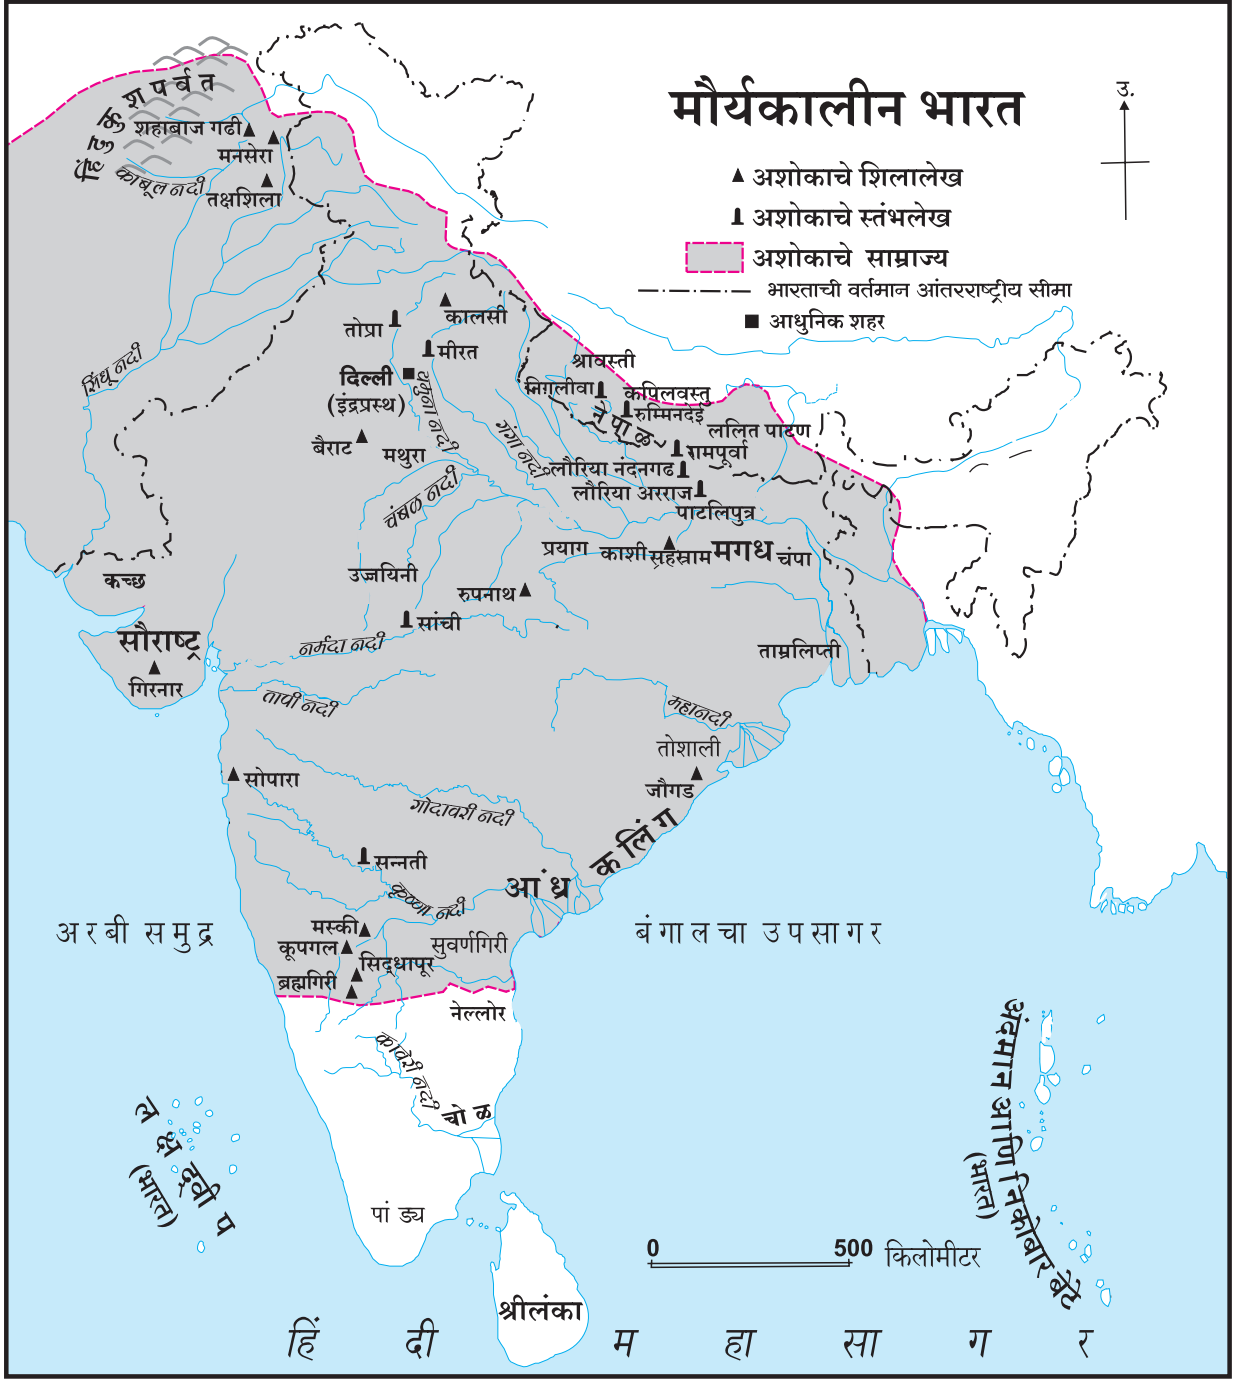 मौर्यकालीन भारत
उ.
अशोकाचे शिलालेख
अशोकाचे स्तंभलेख
अशोकाचे साम्राज्य
भारताची वर्तमान आंतरराष्ट्रीय सीमा
आधुनिक शहर
हिंदुकुश पर्वत
शहाबाज गढी
मनसेरा
काबूल नदी
तक्षशिला
सिंधू नदी
तोप्रा
कालसी
मीरत
दिल्ली
(इंद्रप्रस्थ)
यमुना नदी
बैराट
मथुरा
गंगा नदी
चंबळ नदी
श्रावस्ती
निगलीवा
कपिलवस्तु
रुम्मिनदेई
नेपाळ
ललित पाटण
रामपूर्वा
लौरिया नंदनगढ
लौरिया अरराज
पाटलिपुत्र
प्रयाग
काशी
सहस्राम
मगध
चंपा
कच्छ
उज्जयिनी
रुपनाथ
सांची
सौराष्ट्र
गिरनार
नर्मदा नदी
ताम्रलिप्ती
तापी नदी
महानदी
तोशाली
जौगड
सोपारा
गोदावरी नदी
कलिंग
सन्नती
आंध्र
कृष्णा नदी
अरबी समुद्र
बंगालचा उपसागर
मस्की
कूपगल
सुवर्णगिरी
सिद्धापूर
ब्रह्मगिरी
नेल्लोर
कावेरी नदी
चोळ
पांड्य
लक्षद्वीप
(भारत)
अंदमान आणि निकोबार बेटे
(भारत)
0 500 किलोमीटर
श्रीलंका
हिंदी महासागर